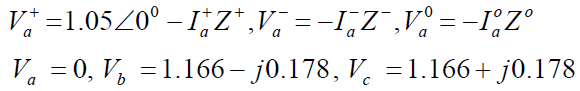 V_a^+ =1.05∠0^0 − I_a^+ Z^+ ,V_a^- = −I_a^- Z^- ,V_a^0 = −I_a^o Z^o
V_a = 0, V_b = 1.166− j0.178, V_c = 1.166+ j0.178